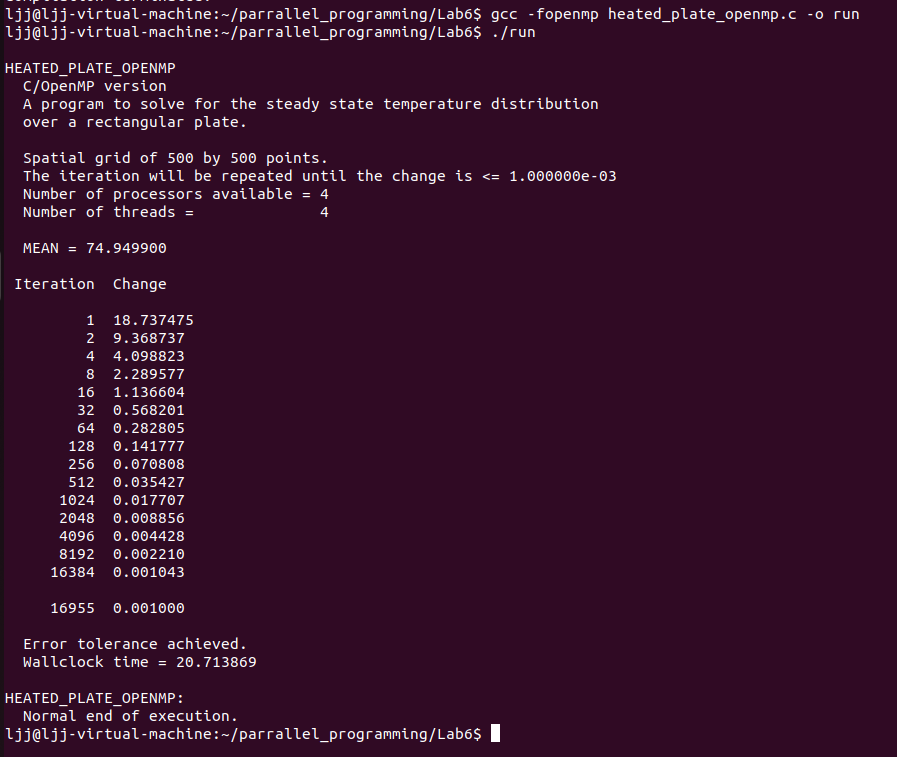 ljj@ljj-virtual-machine:~/parrallel_programming/Lab6$ gcc -fopenmp heated_plate_openmp.c -o run
ljj@ljj-virtual-machine:~/parrallel_programming/Lab6$ ./run
HEATED_PLATE_OPENMP
C/OpenMP version
A program to solve for the steady state temperature distribution
over a rectangular plate.
Spatial grid of 500 by 500 points.
The iteration will be repeated until the change is <= 1.000000e-03
Number of processors available = 4
Number of threads =              4
MEAN = 74.949900
Iteration  Change
1  18.737475
2  9.368737
4  4.098823
8  2.289577
16  1.136604
32  0.568201
64  0.282805
128  0.141777
256  0.070808
512  0.035427
1024  0.017707
2048  0.008856
4096  0.004428
8192  0.002210
16384  0.001043
16955  0.001000
Error tolerance achieved.
Wallclock time = 20.713869
HEATED_PLATE_OPENMP:
Normal end of execution.
ljj@ljj-virtual-machine:~/parrallel_programming/Lab6$